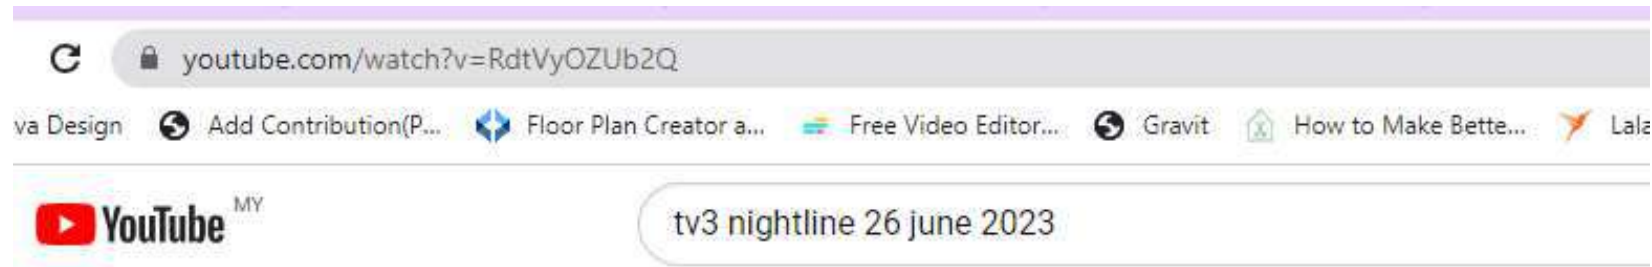 youtube.com/watch?v=RdtVyOZUb2Q
va Design Add Contribution(P... Floor Plan Creator a... Free Video Editor... Gravit How to Make Bette... Lala
YouTube MY tv3 nightline 26 june 2023